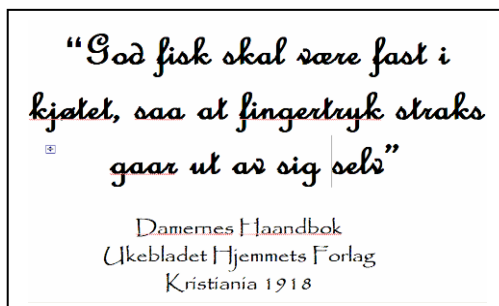 “God fisk skal være fast i
kjøtet, saa at fingertryk straks
gaar ut av sig selv”
Damernes Haandbok
Ukebladet Hjemmets Forlag
Kristiania 1918